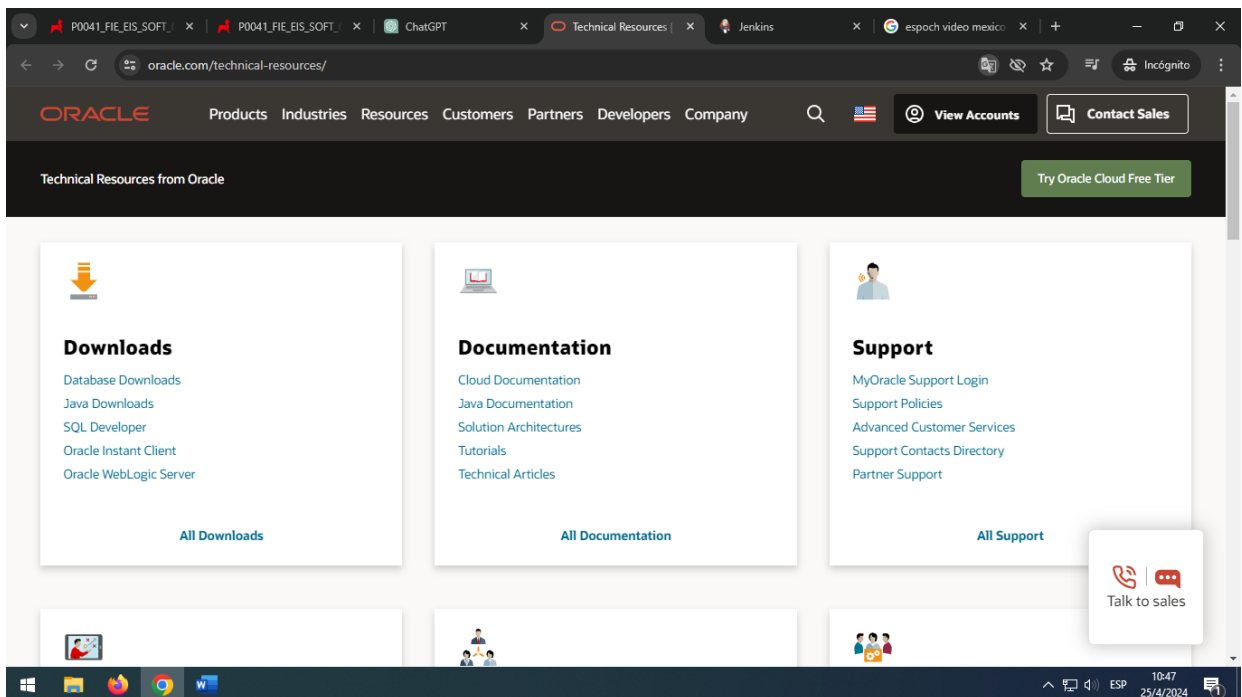 P0041_FIE_EIS_SOFT_ P0041_FIE_EIS_SOFT_ ChatGPT Technical Resources | Jenkins espoch video mexico
oracle.com/technical-resources/ Incógnito
ORACLE Products Industries Resources Customers Partners Developers Company View Accounts Contact Sales
Technical Resources from Oracle Try Oracle Cloud Free Tier
Downloads
Database Downloads
Java Downloads
SQL Developer
Oracle Instant Client
Oracle WebLogic Server
All Downloads
Documentation
Cloud Documentation
Java Documentation
Solution Architectures
Tutorials
Technical Articles
All Documentation
Support
MyOracle Support Login
Support Policies
Advanced Customer Services
Support Contacts Directory
Partner Support
All Support
Talk to sales
ESP 10:47
25/4/2024
1